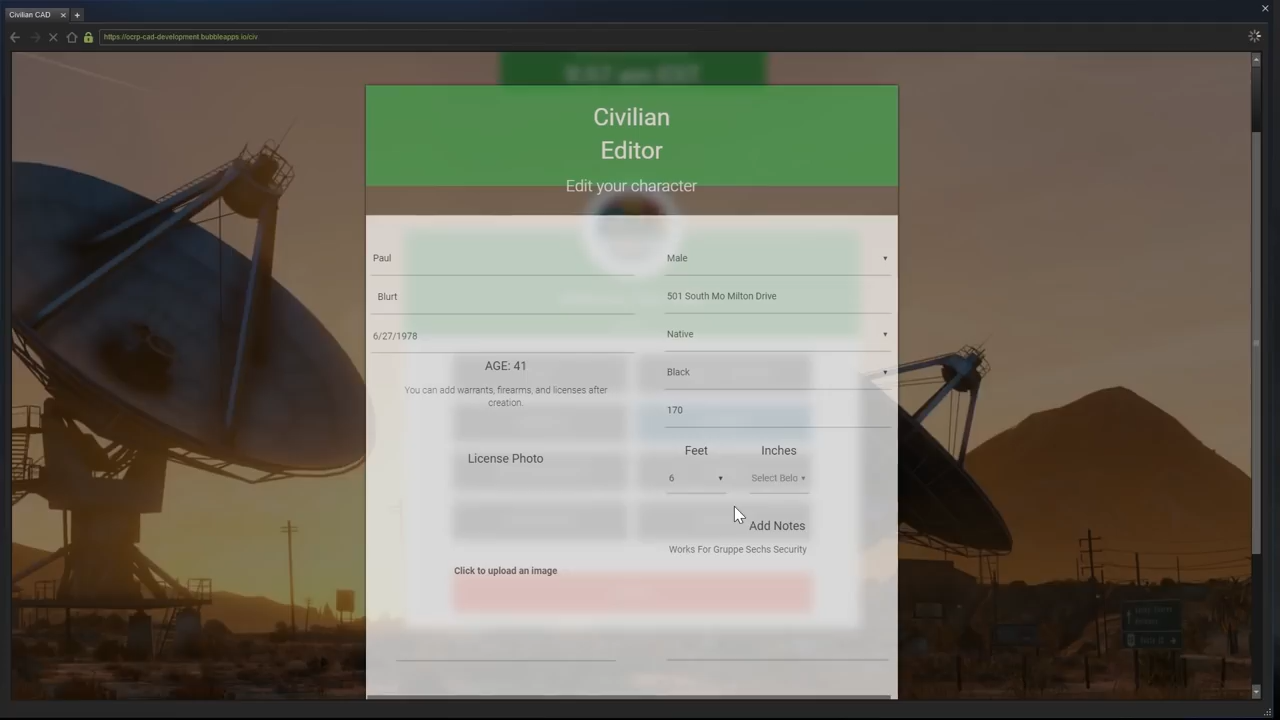 Civilian CAD
https://ocrp-cad-development.bubbleapps.io/civ
Civilian
Editor
Edit your character
Paul
Male
Blurt
501 South Mo Milton Drive
6/27/1978
Native
AGE: 41
Black
You can add warrants, firearms, and licenses after
creation.
170
Feet
Inches
License Photo
6
Select Belo
Add Notes
Works For Gruppe Sechs Security
Click to upload an image